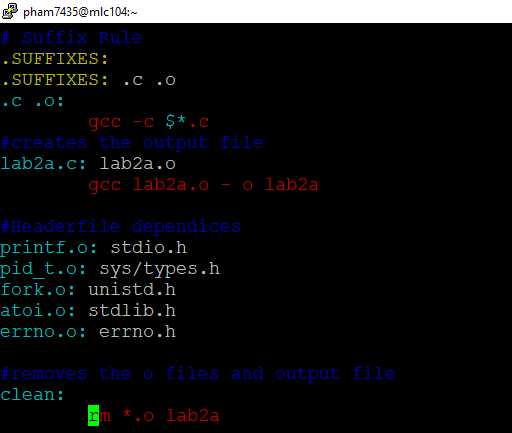 pham7435@mlc104:~
# Suffix Rule
.SUFFIXES:
.SUFFIXES: .c .o
.c .o:
        gcc -c $*.c
#creates the output file
lab2a.c: lab2a.o
        gcc lab2a.o - o lab2a

#Headerfile dependices
printf.o: stdio.h
pid_t.o: sys/types.h
fork.o: unistd.h
atoi.o: stdlib.h
errno.o: errno.h

#removes the o files and output file
clean:
        rm *.o lab2a